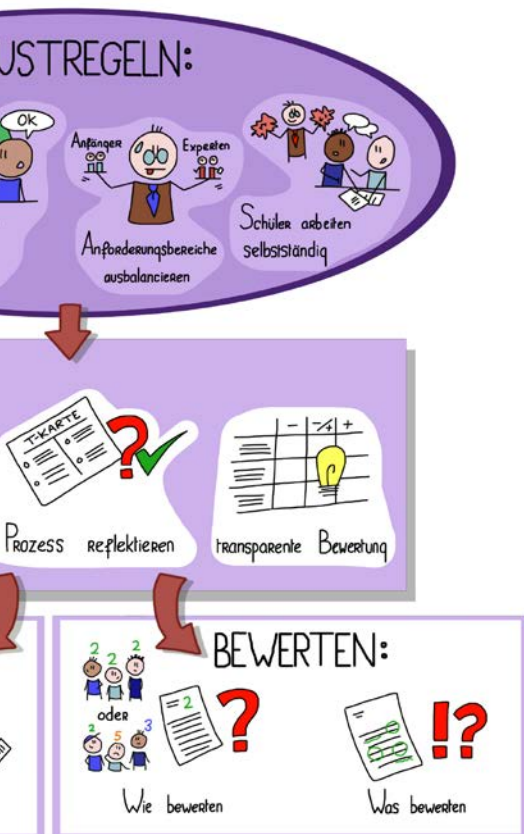 USTREGELN:
OK
Anfänger
Experten
Anforderungsbereiche
ausbalancieren
Schüler arbeiten
selbstständig
T-KARTE
?
- -/+ +
Prozess reflektieren
transparente Bewertung
BEWERTEN:
2 2 2
oder
2 5 3
2
?
Wie bewerten
!?
Was bewerten